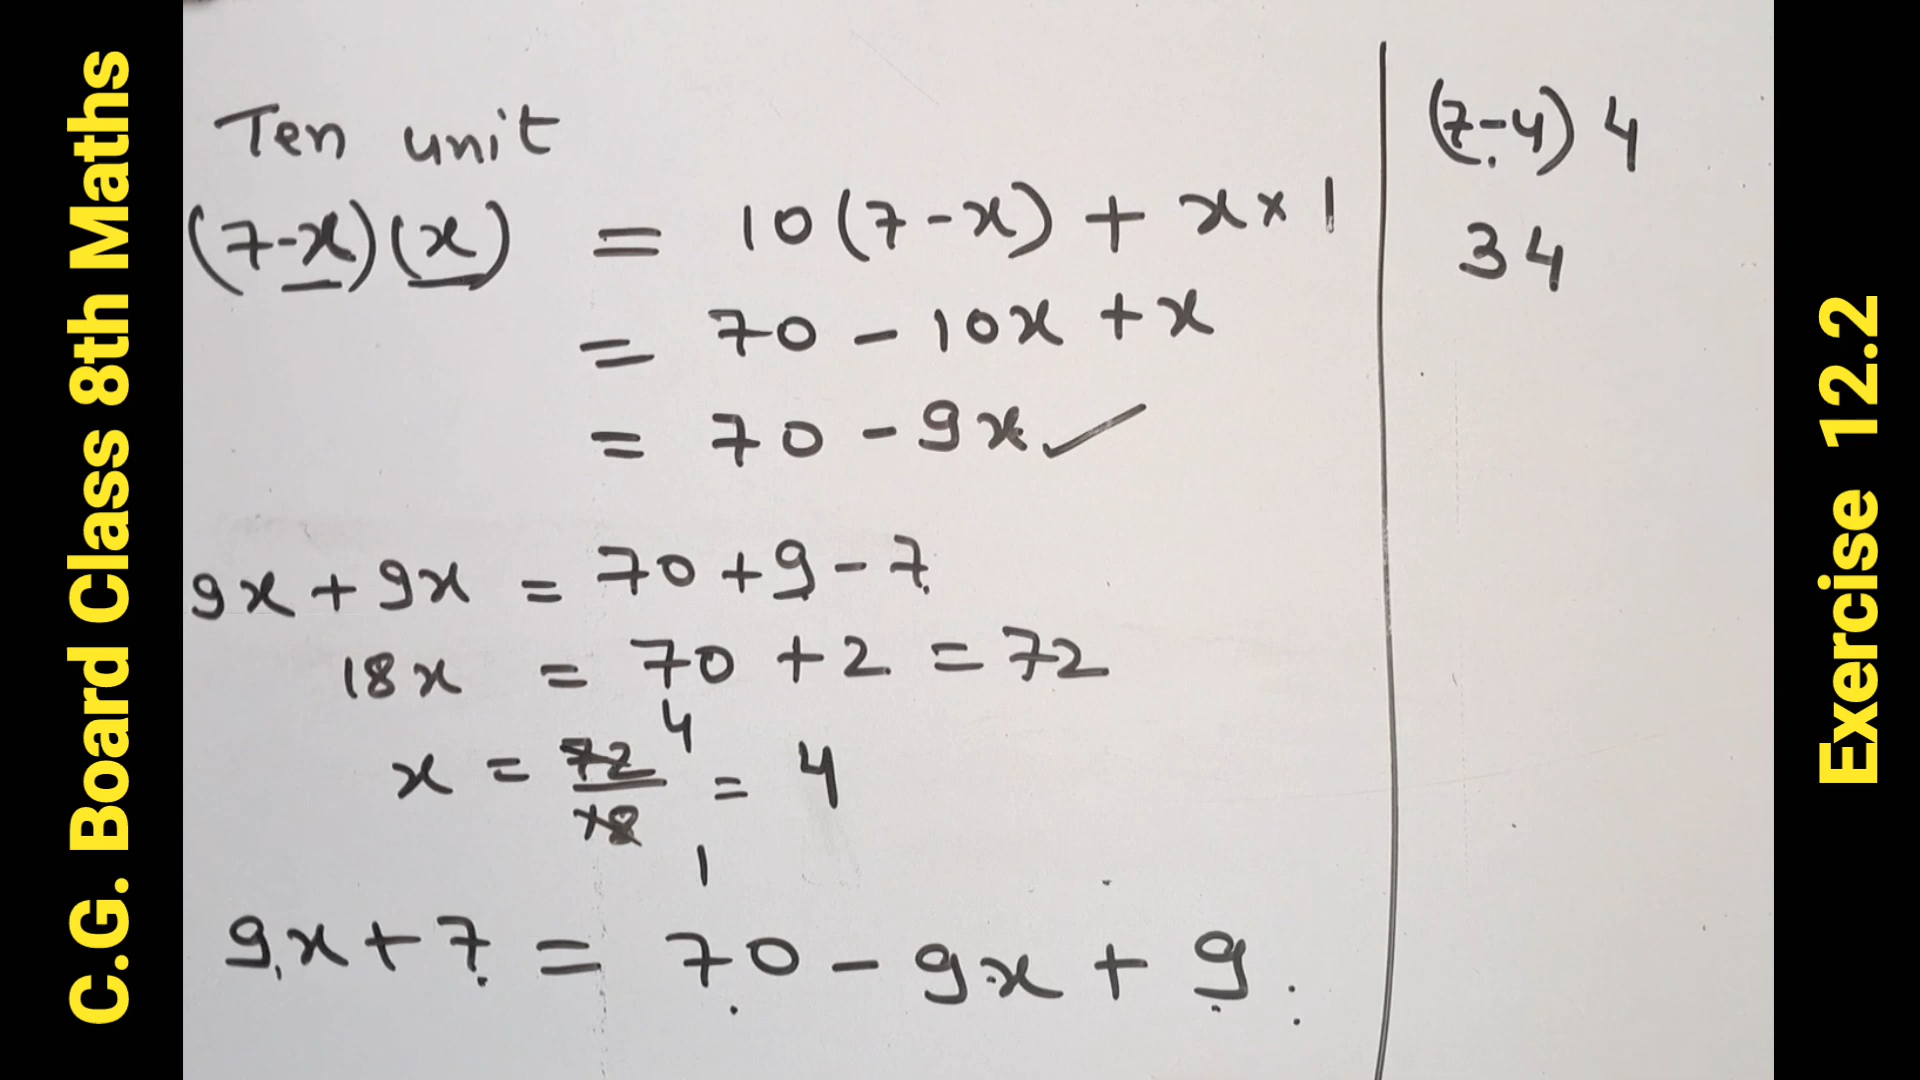 C.G. Board Class 8th Maths
Ten unit
(7-x)(x) = 10(7-x) + x × 1
= 70 - 10x + x
= 70 - 9x ✓
9x + 9x = 70 + 9 - 7
18x = 70 + 2 = 72
4
x = 72/18 = 4
1
9x + 7 = 70 - 9x + 9
(7-4) 4
34
Exercise 12.2